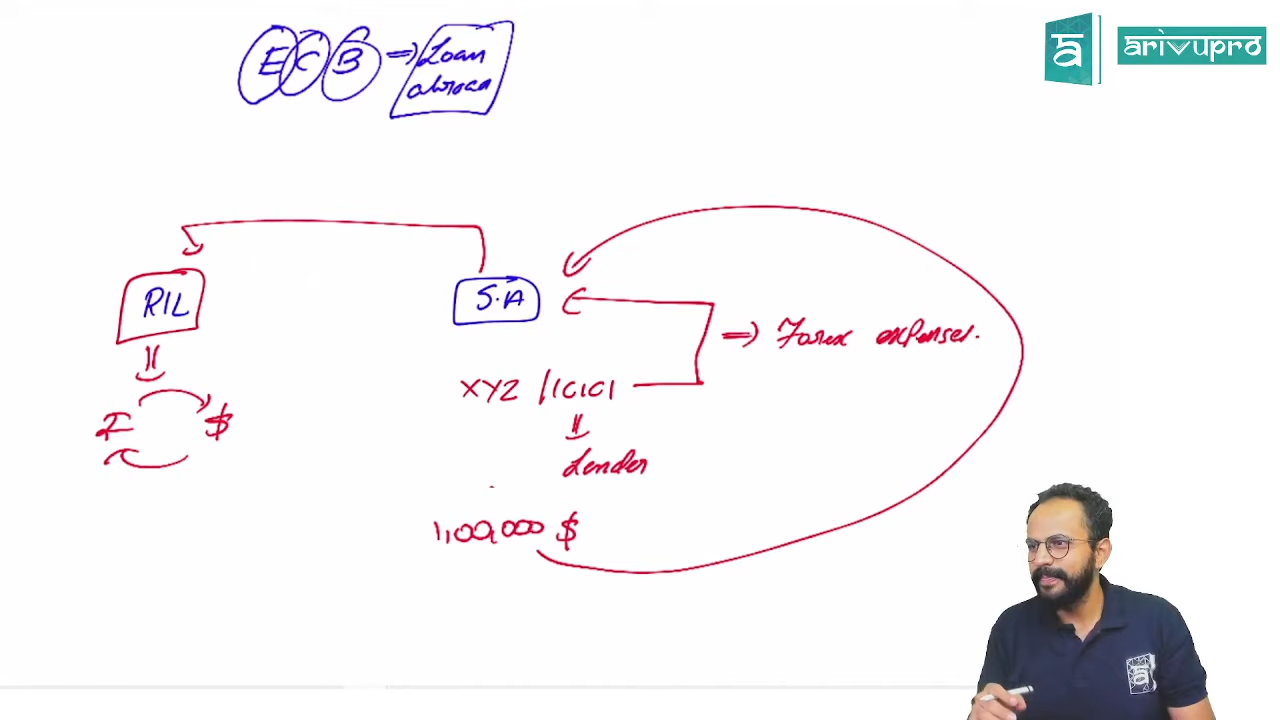 ECB ⇒ Loan
abroad
arivupro
RIL
S.A
⇒ Forex expenses.
XYZ / ICICI
I $
Lender
1,00,000 $